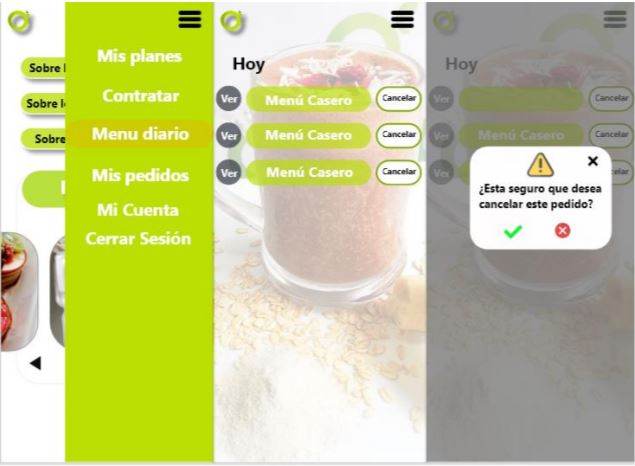 Sobre
Sobre
Sobre
Mis planes
Contratar
Menu diario
Mis pedidos
Mi Cuenta
Cerrar Sesión
Hoy
Ver Menú Casero Cancelar
Ver Menú Casero Cancelar
Ver Menú Casero Cancelar
Hoy
Ver Cancelar
Ver Menú Casero Cancelar
Ver
¿Esta seguro que desea
cancelar este pedido?